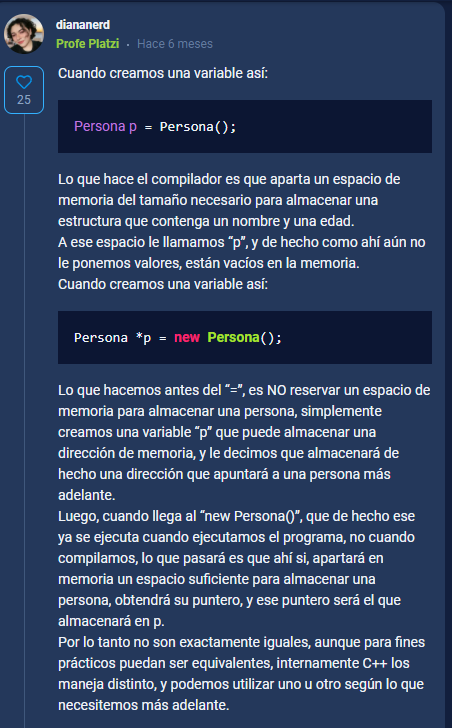 diananerd
Profe Platzi · Hace 6 meses
25
Cuando creamos una variable así:
Persona p = Persona();
Lo que hace el compilador es que aparta un espacio de
memoria del tamaño necesario para almacenar una
estructura que contenga un nombre y una edad.
A ese espacio le llamamos “p”, y de hecho como ahí aún no
le ponemos valores, están vacíos en la memoria.
Cuando creamos una variable así:
Persona *p = new Persona();
Lo que hacemos antes del “=”, es NO reservar un espacio de
memoria para almacenar una persona, simplemente
creamos una variable “p” que puede almacenar una
dirección de memoria, y le decimos que almacenará de
hecho una dirección que apuntará a una persona más
adelante.
Luego, cuando llega al “new Persona()”, que de hecho ese
ya se ejecuta cuando ejecutamos el programa, no cuando
compilamos, lo que pasará es que ahí si, apartará en
memoria un espacio suficiente para almacenar una
persona, obtendrá su puntero, y ese puntero será el que
almacenará en p.
Por lo tanto no son exactamente iguales, aunque para fines
prácticos puedan ser equivalentes, internamente C++ los
maneja distinto, y podemos utilizar uno u otro según lo que
necesitemos más adelante.